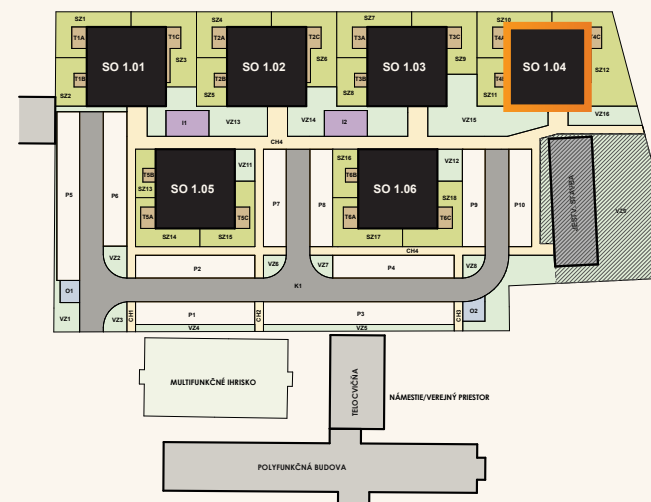 SZ1
SZ4
SZ7
SZ10
T1A
T1C
T2A
T2C
T3A
T3C
T4A
T4C
SZ3
SZ6
SZ9
SZ12
SO 1.01
SO 1.02
SO 1.03
SO 1.04
T1B
T2B
T3B
SZ2
SZ5
SZ8
SZ11
I1
VZ13
VZ14
I2
VZ15
VZ16
CH4
P5
P6
T5B
SZ13
SO 1.05
VZ11
T5A
T5C
SZ14
SZ15
P7
P8
SZ16
T6B
SO 1.06
VZ12
SZ18
T6A
T6C
SZ17
P9
P10
CH4
VZ2
P2
VZ6
VZ7
P4
VZ8
O1
K1
VZ1
VZ3
CH1
P1
VZ4
CH2
P3
VZ5
CH3
O2
MULTIFUNKČNÉ IHRISKO
TELOCVIČŇA
NÁMESTIE/VEREJNÝ PRIESTOR
POLYFUNKČNÁ BUDOVA